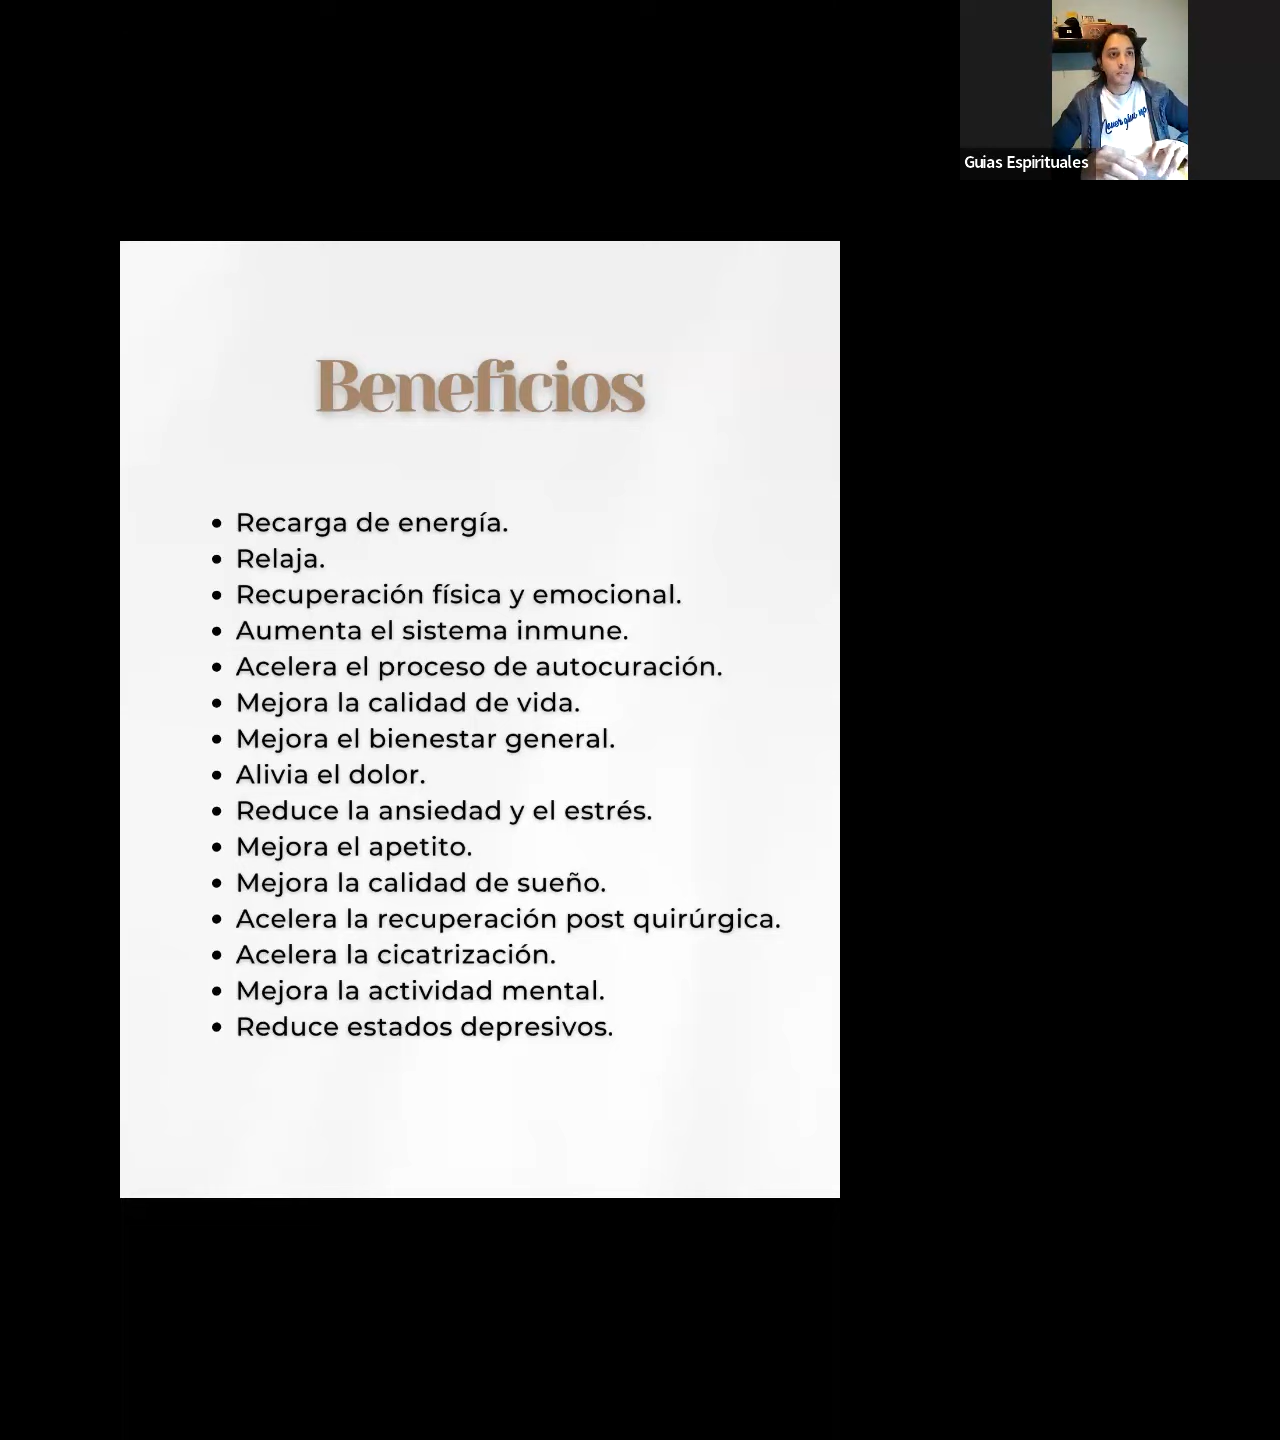 Never give up
Guias Espirituales
Beneficios
• Recarga de energía.
• Relaja.
• Recuperación física y emocional.
• Aumenta el sistema inmune.
• Acelera el proceso de autocuración.
• Mejora la calidad de vida.
• Mejora el bienestar general.
• Alivia el dolor.
• Reduce la ansiedad y el estrés.
• Mejora el apetito.
• Mejora la calidad de sueño.
• Acelera la recuperación post quirúrgica.
• Acelera la cicatrización.
• Mejora la actividad mental.
• Reduce estados depresivos.